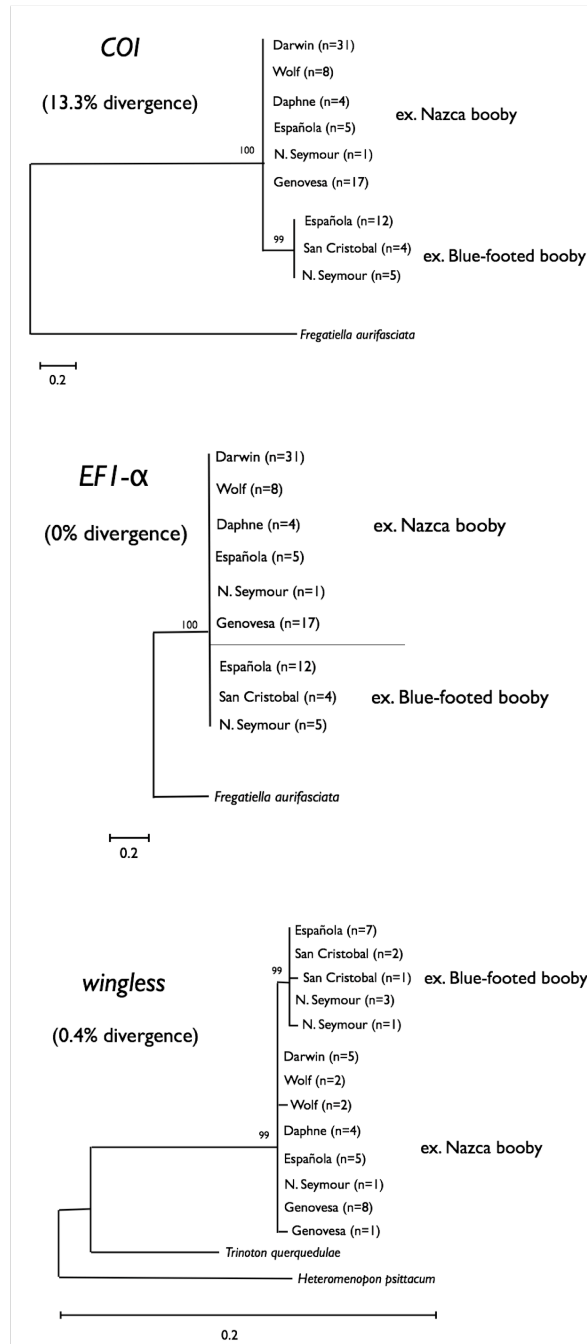 COI
(13.3% divergence)
Darwin (n=31)
Wolf (n=8)
Daphne (n=4)
Española (n=5)
N. Seymour (n=1)
Genovesa (n=17)
ex. Nazca booby
100
Española (n=12)
San Cristobal (n=4)
N. Seymour (n=5)
ex. Blue-footed booby
99
Fregatiella aurifasciata
0.2
EF1-α
(0% divergence)
Darwin (n=31)
Wolf (n=8)
Daphne (n=4)
Española (n=5)
N. Seymour (n=1)
Genovesa (n=17)
ex. Nazca booby
100
Española (n=12)
San Cristobal (n=4)
N. Seymour (n=5)
ex. Blue-footed booby
Fregatiella aurifasciata
0.2
wingless
(0.4% divergence)
Española (n=7)
San Cristobal (n=2)
San Cristobal (n=1)
N. Seymour (n=3)
N. Seymour (n=1)
ex. Blue-footed booby
99
Darwin (n=5)
Wolf (n=2)
Wolf (n=2)
Daphne (n=4)
Española (n=5)
N. Seymour (n=1)
Genovesa (n=8)
Genovesa (n=1)
ex. Nazca booby
99
Trinoton querquedulae
Heteromenopon psittacum
0.2